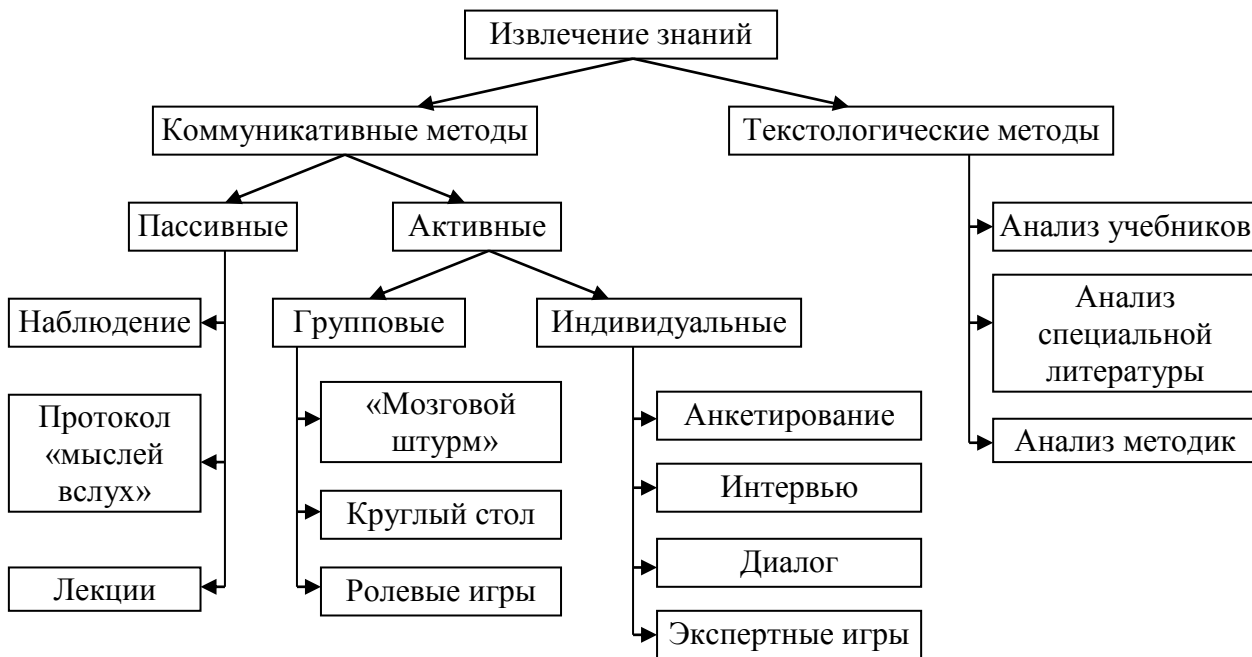 Извлечение знаний
Коммуникативные методы
Текстологические методы
Пассивные
Активные
Анализ учебников
Наблюдение
Групповые
Индивидуальные
Анализ
специальной
литературы
Протокол
«мыслей
вслух»
«Мозговой
штурм»
Анкетирование
Анализ методик
Интервью
Круглый стол
Диалог
Лекции
Ролевые игры
Экспертные игры